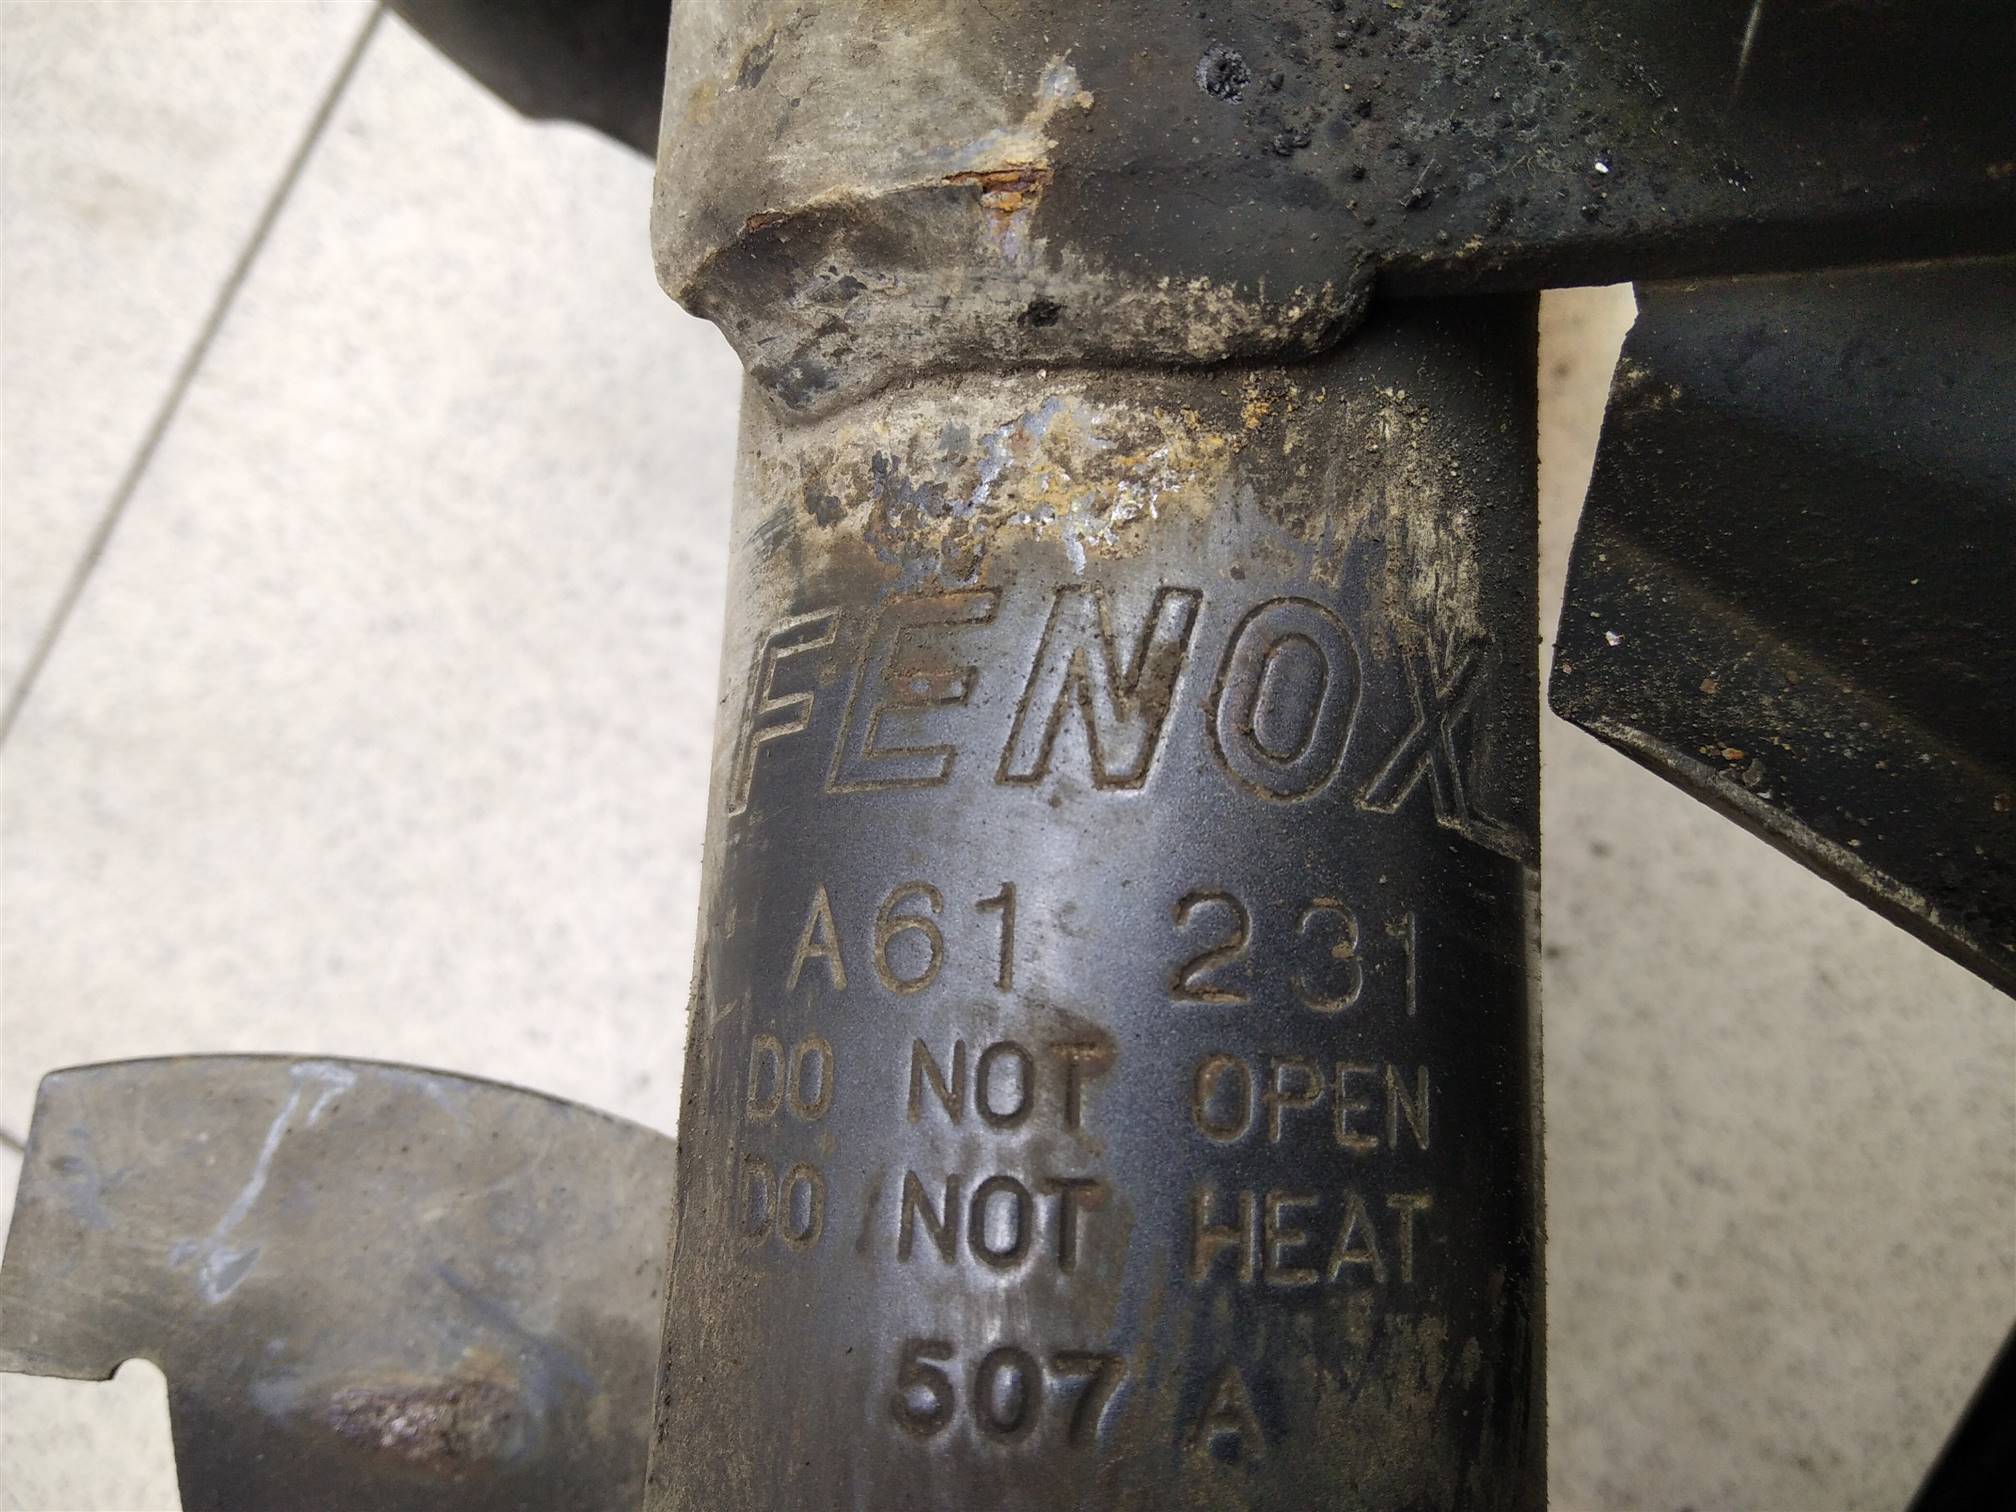 FENOX
A61 231
DO NOT OPEN
DO NOT HEAT
507 A